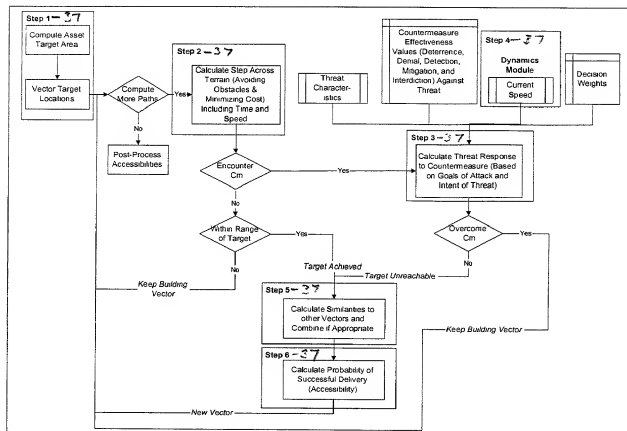 Step 1 - 37
Compute Asset
Target Area
Vector Target
Locations
Compute
More Paths
Yes
No
Post-Process
Accessibilities
Step 2 - 37
Calculate Step Across
Terrain (Avoiding
Obstacles &
Minimizing Cost)
Including Time and
Speed
Encounter
Cm
Yes
No
Within Range
of Target
Yes
No
Keep Building
Vector
Threat
Character-
istics
Countermeasure
Effectiveness
Values (Deterrence,
Denial, Detection,
Mitigation, and
Interdiction) Against
Threat
Step 4 - 37
Dynamics
Module
Current
Speed
Decision
Weights
Step 3 - 37
Calculate Threat Response
to Countermeasure (Based
on Goals of Attack and
Intent of Threat)
Overcome
Cm
Yes
No
Target Achieved
Target Unreachable
Keep Building Vector
Step 5 - 37
Calculate Similarities to
other Vectors and
Combine if Appropriate
Step 6 - 37
Calculate Probability of
Successful Delivery
(Accessibility)
New Vector